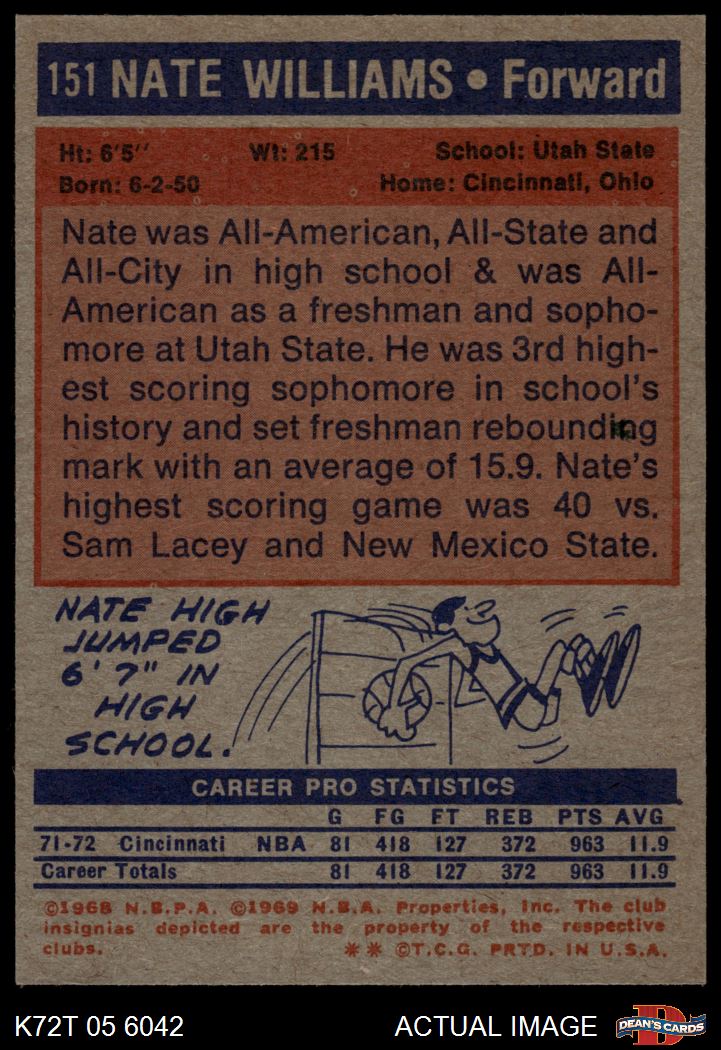 151 NATE WILLIAMS • Forward
Ht: 6'5" Wt: 215 School: Utah State
Born: 6-2-50 Home: Cincinnati, Ohio
Nate was All-American, All-State and
All-City in high school & was All-
American as a freshman and sopho-
more at Utah State. He was 3rd high-
est scoring sophomore in school's
history and set freshman rebounding
mark with an average of 15.9. Nate's
highest scoring game was 40 vs.
Sam Lacey and New Mexico State.
NATE HIGH
JUMPED
6' 7" IN
HIGH
SCHOOL.
CAREER PRO STATISTICS
G FG FT REB PTS AVG
71-72 Cincinnati NBA 81 418 127 372 963 11.9
Career Totals 81 418 127 372 963 11.9
©1968 N.B.P.A. ©1969 N.B.A. Properties, Inc. The club
insignias depicted are the property of the respective
clubs. ** ©T.C.G. PRTD. IN U.S.A.
K72T 05 6042 ACTUAL IMAGE D DEAN'S CARDS